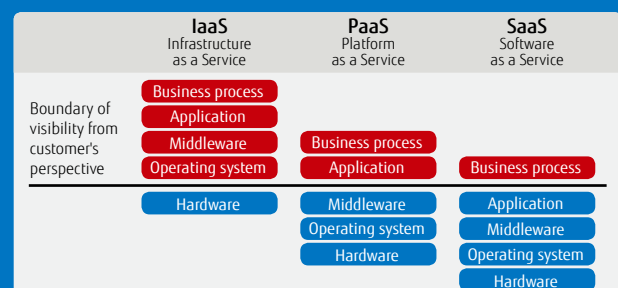 IaaS PaaS SaaS
Infrastructure Platform Software
as a Service as a Service as a Service
Boundary of
visibility from
customer's
perspective
Business process
Application
Middleware Business process
Operating system Application Business process
Hardware Middleware Application
Operating system Middleware
Hardware Operating system
Hardware